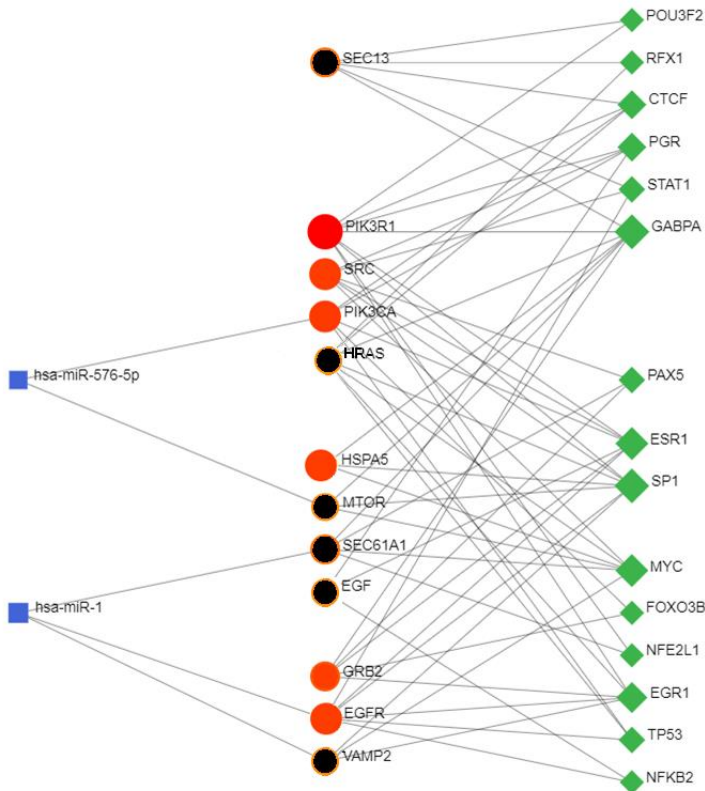 POU3F2
SEC13
RFX1
CTCF
PGR
STAT1
PIK3R1
GABPA
SRC
PIK3CA
HRAS
hsa-miR-576-5p
PAX5
ESR1
HSPA5
SP1
MTOR
SEC61A1
MYC
EGF
hsa-miR-1
FOXO3B
NFE2L1
GRB2
EGR1
EGFR
TP53
VAMP2
NFKB2